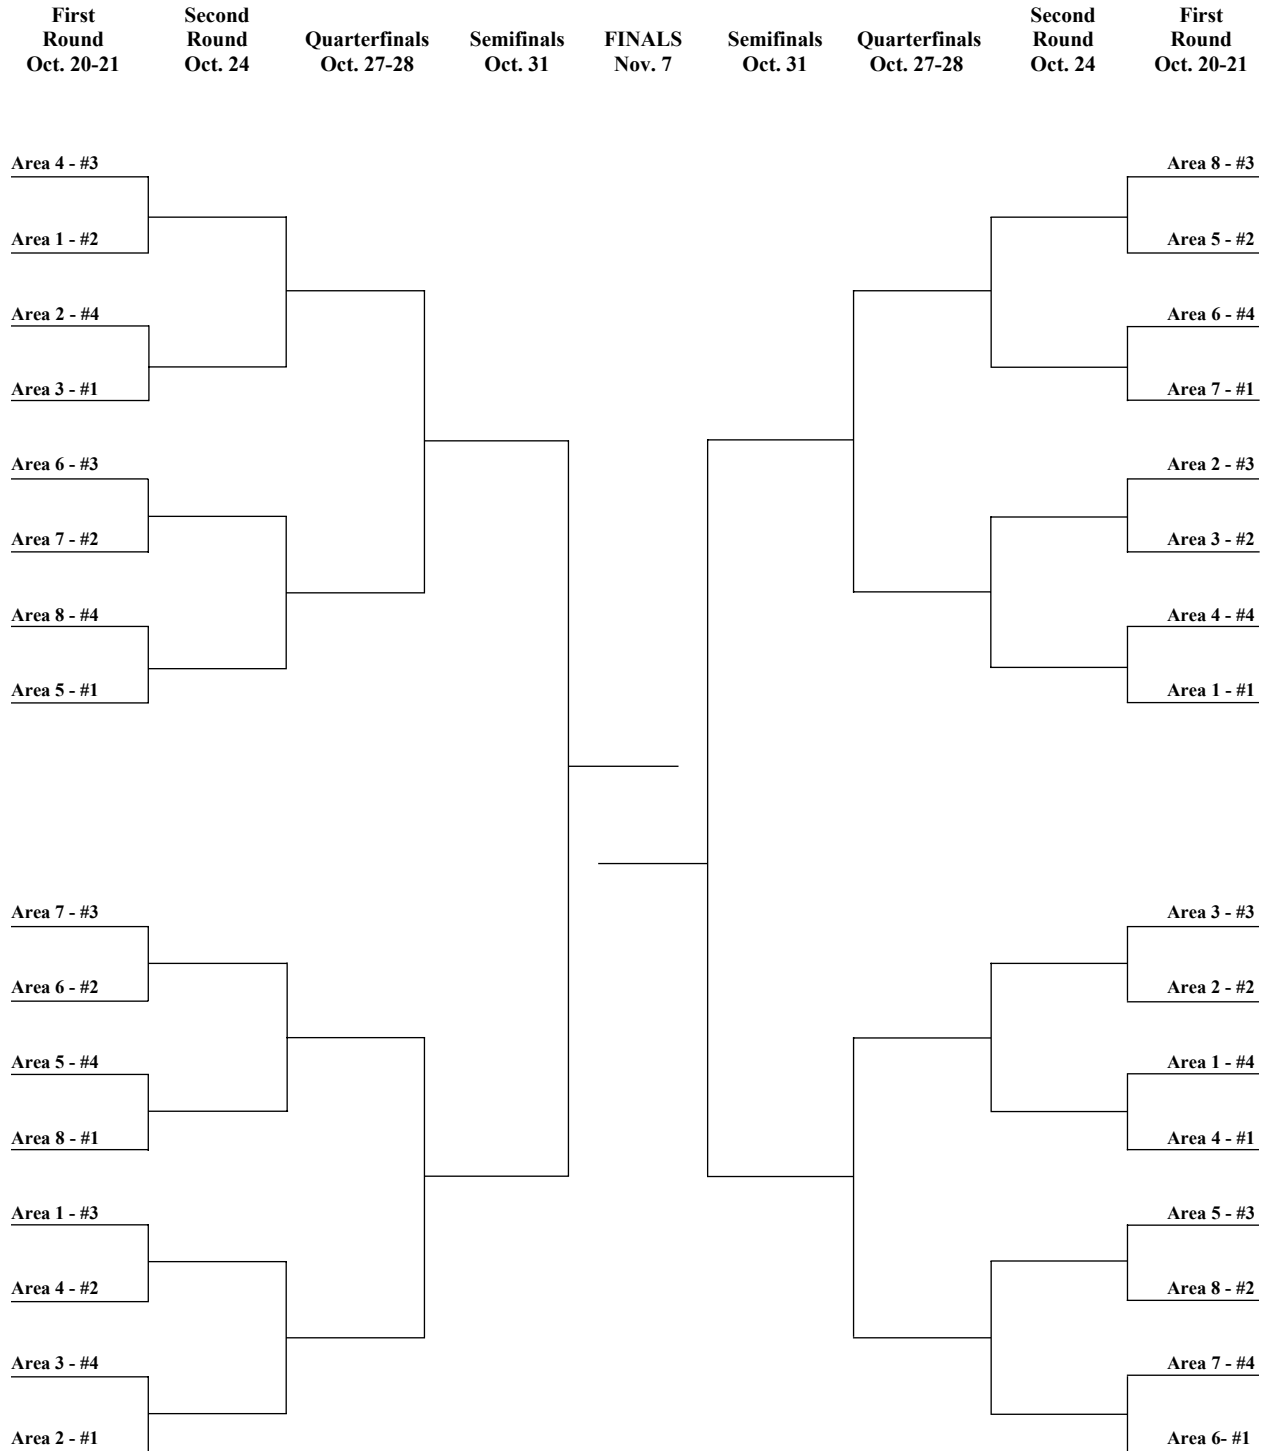 First Second Second First
Round Round Quarterfinals Semifinals FINALS Semifinals Quarterfinals Round Round
Oct. 20-21 Oct. 24 Oct. 27-28 Oct. 31 Nov. 7 Oct. 31 Oct. 27-28 Oct. 24 Oct. 20-21
Area 4 - #3 Area 8 - #3
Area 1 - #2 Area 5 - #2
Area 2 - #4 Area 6 - #4
Area 3 - #1 Area 7 - #1
Area 6 - #3 Area 2 - #3
Area 7 - #2 Area 3 - #2
Area 8 - #4 Area 4 - #4
Area 5 - #1 Area 1 - #1
Area 7 - #3 Area 3 - #3
Area 6 - #2 Area 2 - #2
Area 5 - #4 Area 1 - #4
Area 8 - #1 Area 4 - #1
Area 1 - #3 Area 5 - #3
Area 4 - #2 Area 8 - #2
Area 3 - #4 Area 7 - #4
Area 2 - #1 Area 6- #1